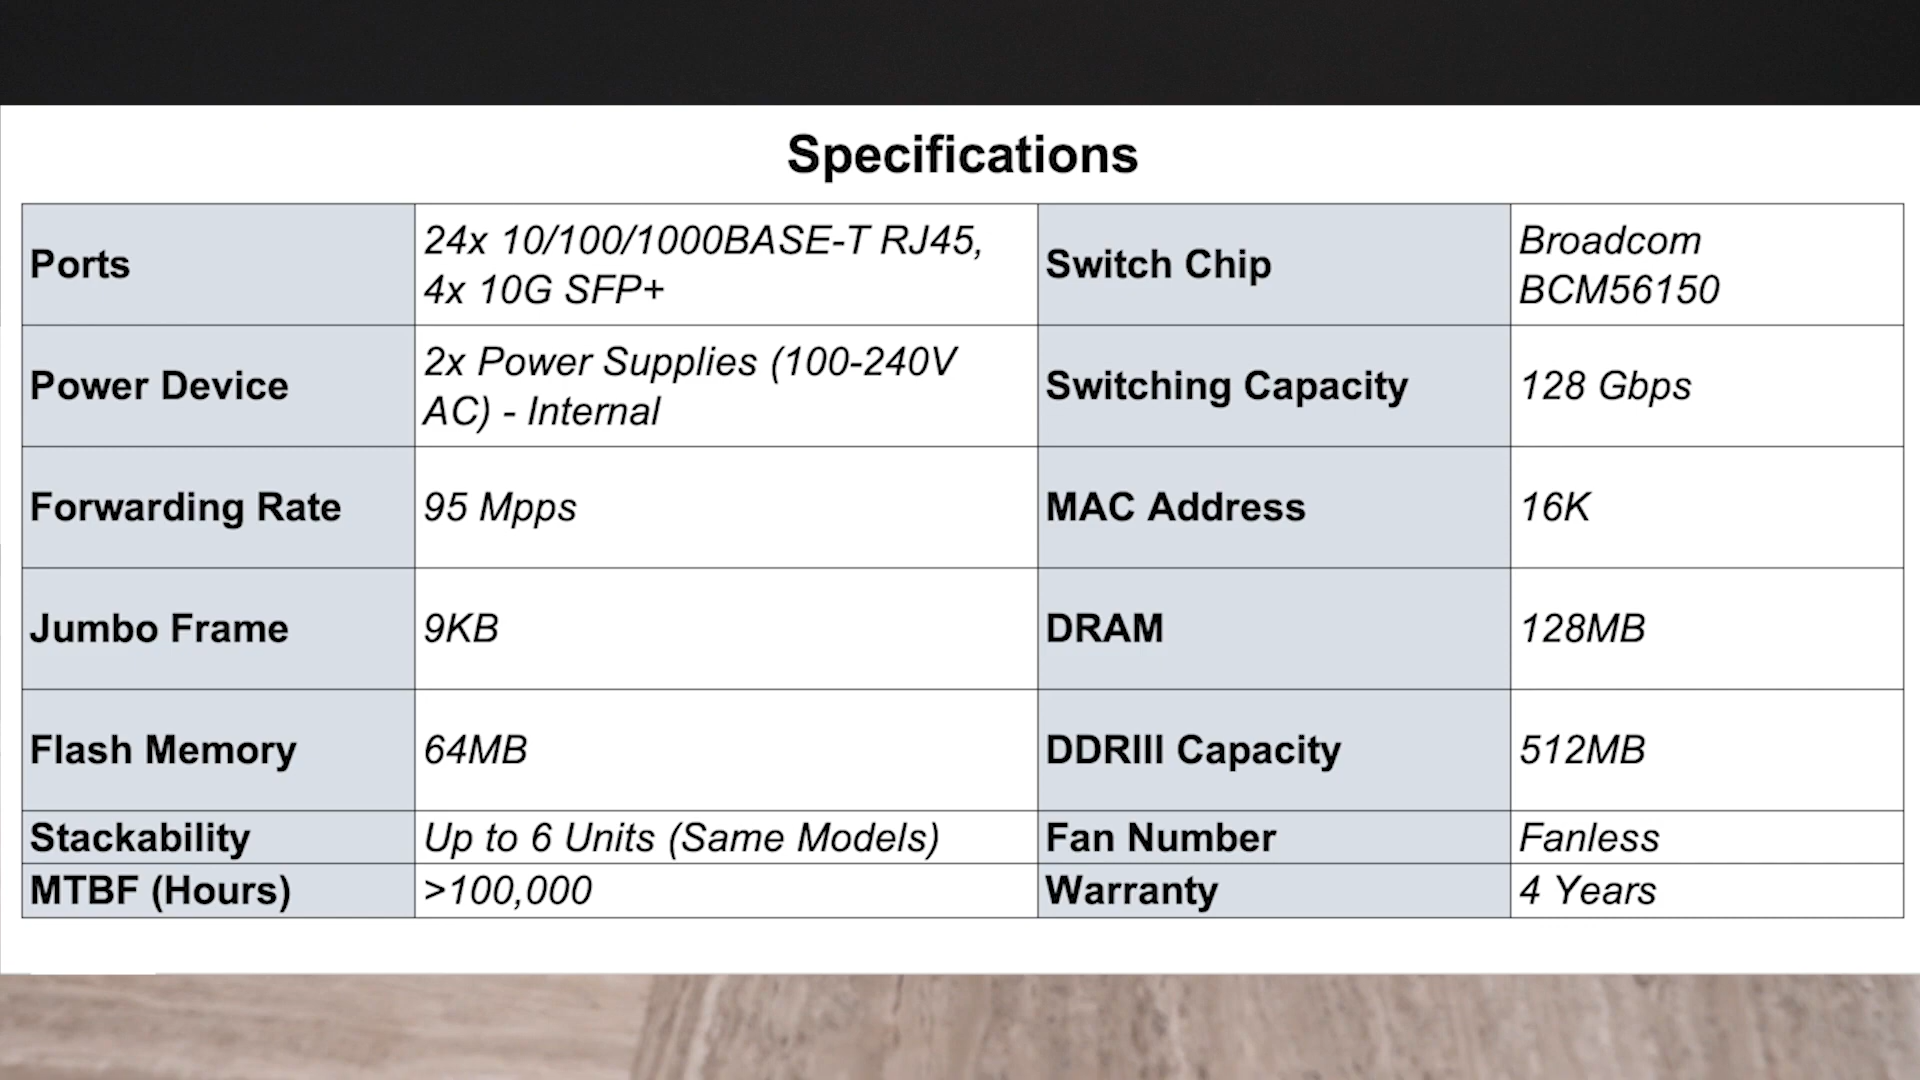 Specifications
Ports
24x 10/100/1000BASE-T RJ45,
4x 10G SFP+
Switch Chip
Broadcom
BCM56150
Power Device
2x Power Supplies (100-240V
AC) - Internal
Switching Capacity
128 Gbps
Forwarding Rate
95 Mpps
MAC Address
16K
Jumbo Frame
9KB
DRAM
128MB
Flash Memory
64MB
DDRIII Capacity
512MB
Stackability
Up to 6 Units (Same Models)
Fan Number
Fanless
MTBF (Hours)
>100,000
Warranty
4 Years